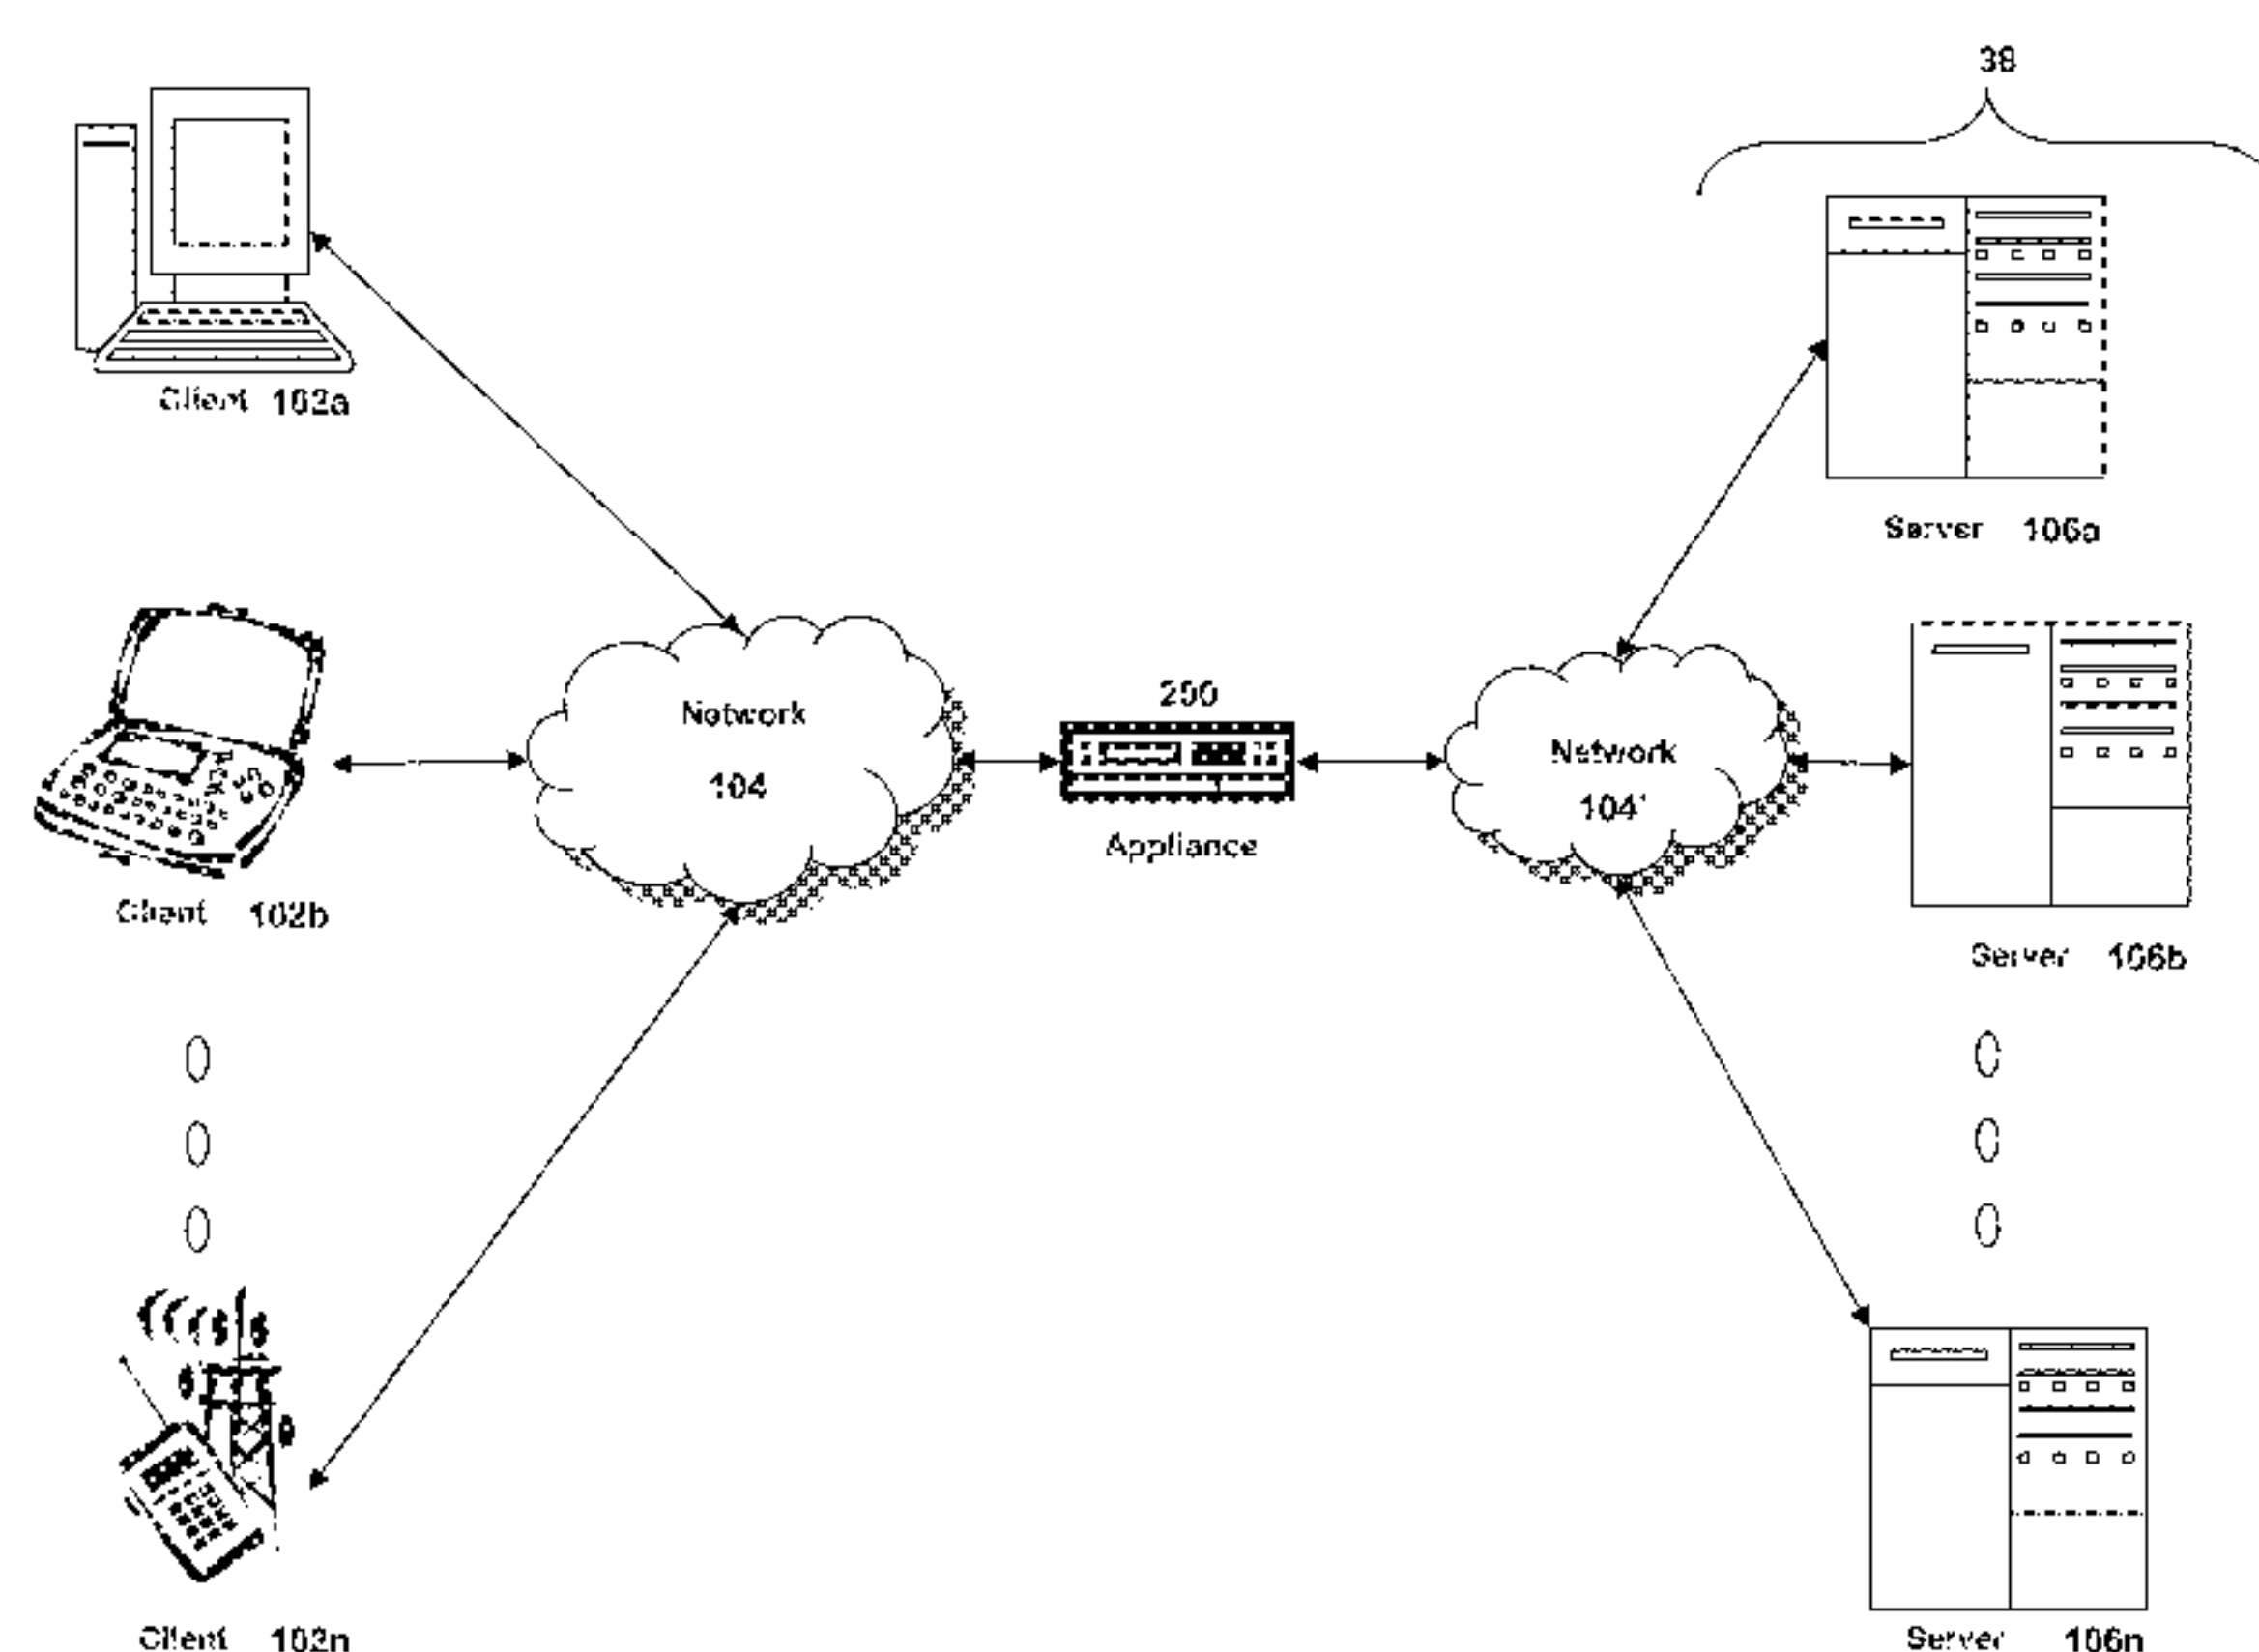 38
Client 102a
Server 106a
Network
104
200
Appliance
Network
104'
Client 102b
Server 106b
Client 102n
Server 106n